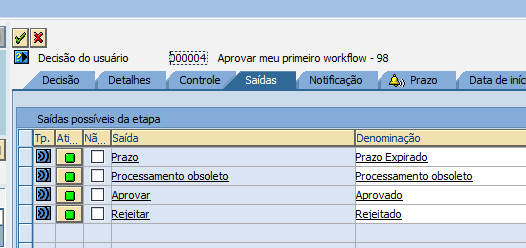 Decisão do usuário 000004 Aprovar meu primeiro workflow - 98
Decisão Detalhes Controle Saídas Notificação Prazo Data de iníc
Saídas possíveis da etapa
Tp. Ati... Nã... Saída Denominação
Prazo Prazo Expirado
Processamento obsoleto Processamento obsoleto
Aprovar Aprovado
Rejeitar Rejeitado